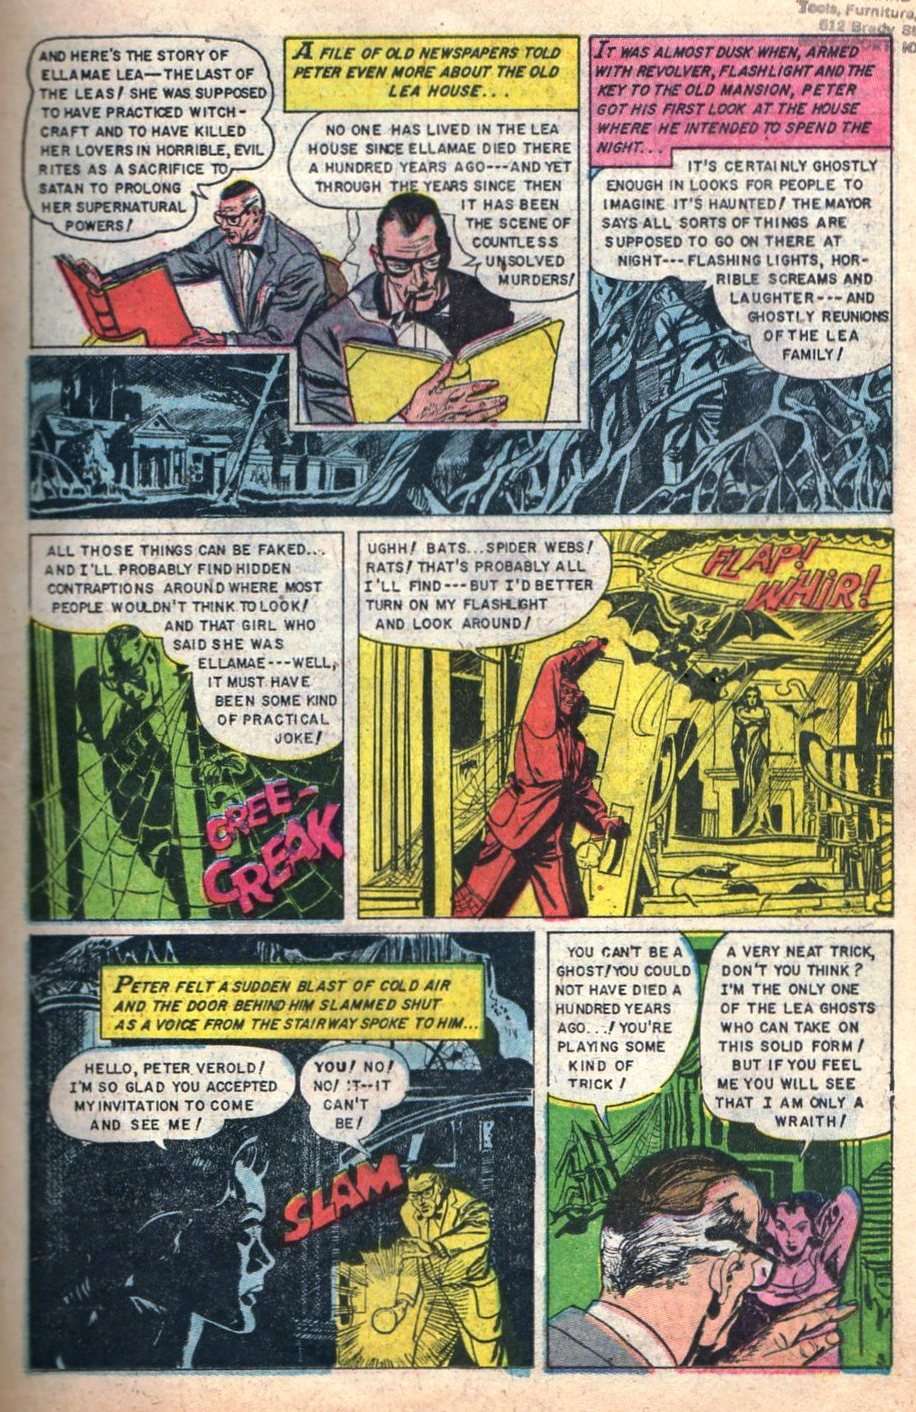 Tools, Furniture,
612 Brady St
AND HERE'S THE STORY OF
ELLAMAE LEA---THE LAST OF
THE LEAS! SHE WAS SUPPOSED
TO HAVE PRACTICED WITCH-
CRAFT AND TO HAVE KILLED
HER LOVERS IN HORRIBLE, EVIL
RITES AS A SACRIFICE TO
SATAN TO PROLONG
HER SUPERNATURAL
POWERS!
A FILE OF OLD NEWSPAPERS TOLD
PETER EVEN MORE ABOUT THE OLD
LEA HOUSE...
NO ONE HAS LIVED IN THE LEA
HOUSE SINCE ELLAMAE DIED THERE
A HUNDRED YEARS AGO---AND YET
THROUGH THE YEARS SINCE THEN
IT HAS BEEN
THE SCENE OF
COUNTLESS
UNSOLVED
MURDERS!
IT WAS ALMOST DUSK WHEN, ARMED
WITH REVOLVER, FLASHLIGHT AND THE
KEY TO THE OLD MANSION, PETER
GOT HIS FIRST LOOK AT THE HOUSE
WHERE HE INTENDED TO SPEND THE
NIGHT...
IT'S CERTAINLY GHOSTLY
ENOUGH IN LOOKS FOR PEOPLE TO
IMAGINE IT'S HAUNTED! THE MAYOR
SAYS ALL SORTS OF THINGS ARE
SUPPOSED TO GO ON THERE AT
NIGHT---FLASHING LIGHTS, HOR-
RIBLE SCREAMS AND
LAUGHTER---AND
GHOSTLY REUNIONS
OF THE LEA
FAMILY!
ALL THOSE THINGS CAN BE FAKED...
AND I'LL PROBABLY FIND HIDDEN
CONTRAPTIONS AROUND WHERE MOST
PEOPLE WOULDN'T THINK TO LOOK!
AND THAT GIRL WHO
SAID SHE WAS
ELLAMAE---WELL,
IT MUST HAVE
BEEN SOME KIND
OF PRACTICAL
JOKE!
CREE-
CREAK
UGHH! BATS...SPIDER WEBS!
RATS! THAT'S PROBABLY ALL
I'LL FIND---BUT I'D BETTER
TURN ON MY FLASHLIGHT
AND LOOK AROUND!
FLAP!
WHIR!
PETER FELT A SUDDEN BLAST OF COLD AIR
AND THE DOOR BEHIND HIM SLAMMED SHUT
AS A VOICE FROM THE STAIRWAY SPOKE TO HIM...
HELLO, PETER VEROLD!
I'M SO GLAD YOU ACCEPTED
MY INVITATION TO COME
AND SEE ME!
YOU! NO!
NO! IT--IT
CAN'T
BE!
SLAM
YOU CAN'T BE A
GHOST! YOU COULD
NOT HAVE DIED A
HUNDRED YEARS
AGO...! YOU'RE
PLAYING SOME
KIND OF
TRICK!
A VERY NEAT TRICK,
DON'T YOU THINK?
I'M THE ONLY ONE
OF THE LEA GHOSTS
WHO CAN TAKE ON
THIS SOLID FORM!
BUT IF YOU FEEL
ME YOU WILL SEE
THAT I AM ONLY A
WRAITH!